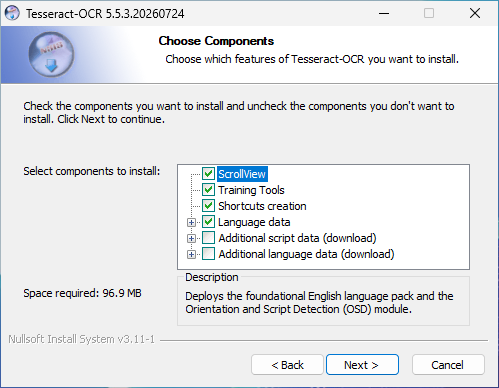 Tesseract-OCR 5.5.3.20260724
Choose Components
Choose which features of Tesseract-OCR you want to install.
Check the components you want to install and uncheck the components you don't want to
install. Click Next to continue.
Select components to install:
ScrollView
Training Tools
Shortcuts creation
Language data
Additional script data (download)
Additional language data (download)
Space required: 96.9 MB
Description
Deploys the foundational English language pack and the
Orientation and Script Detection (OSD) module.
Nullsoft Install System v3.11-1
< Back
Next >
Cancel